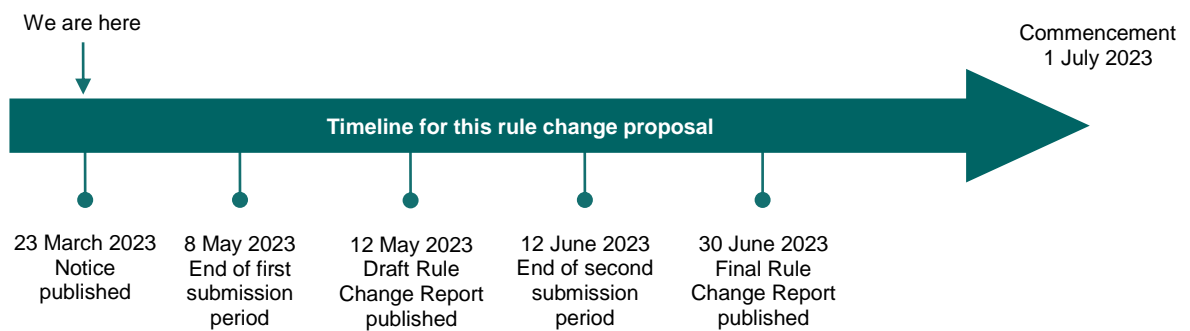 We are here
Commencement
1 July 2023
Timeline for this rule change proposal
23 March 2023
Notice
published
8 May 2023
End of first
submission
period
12 May 2023
Draft Rule
Change Report
published
12 June 2023
End of second
submission
period
30 June 2023
Final Rule
Change Report
published